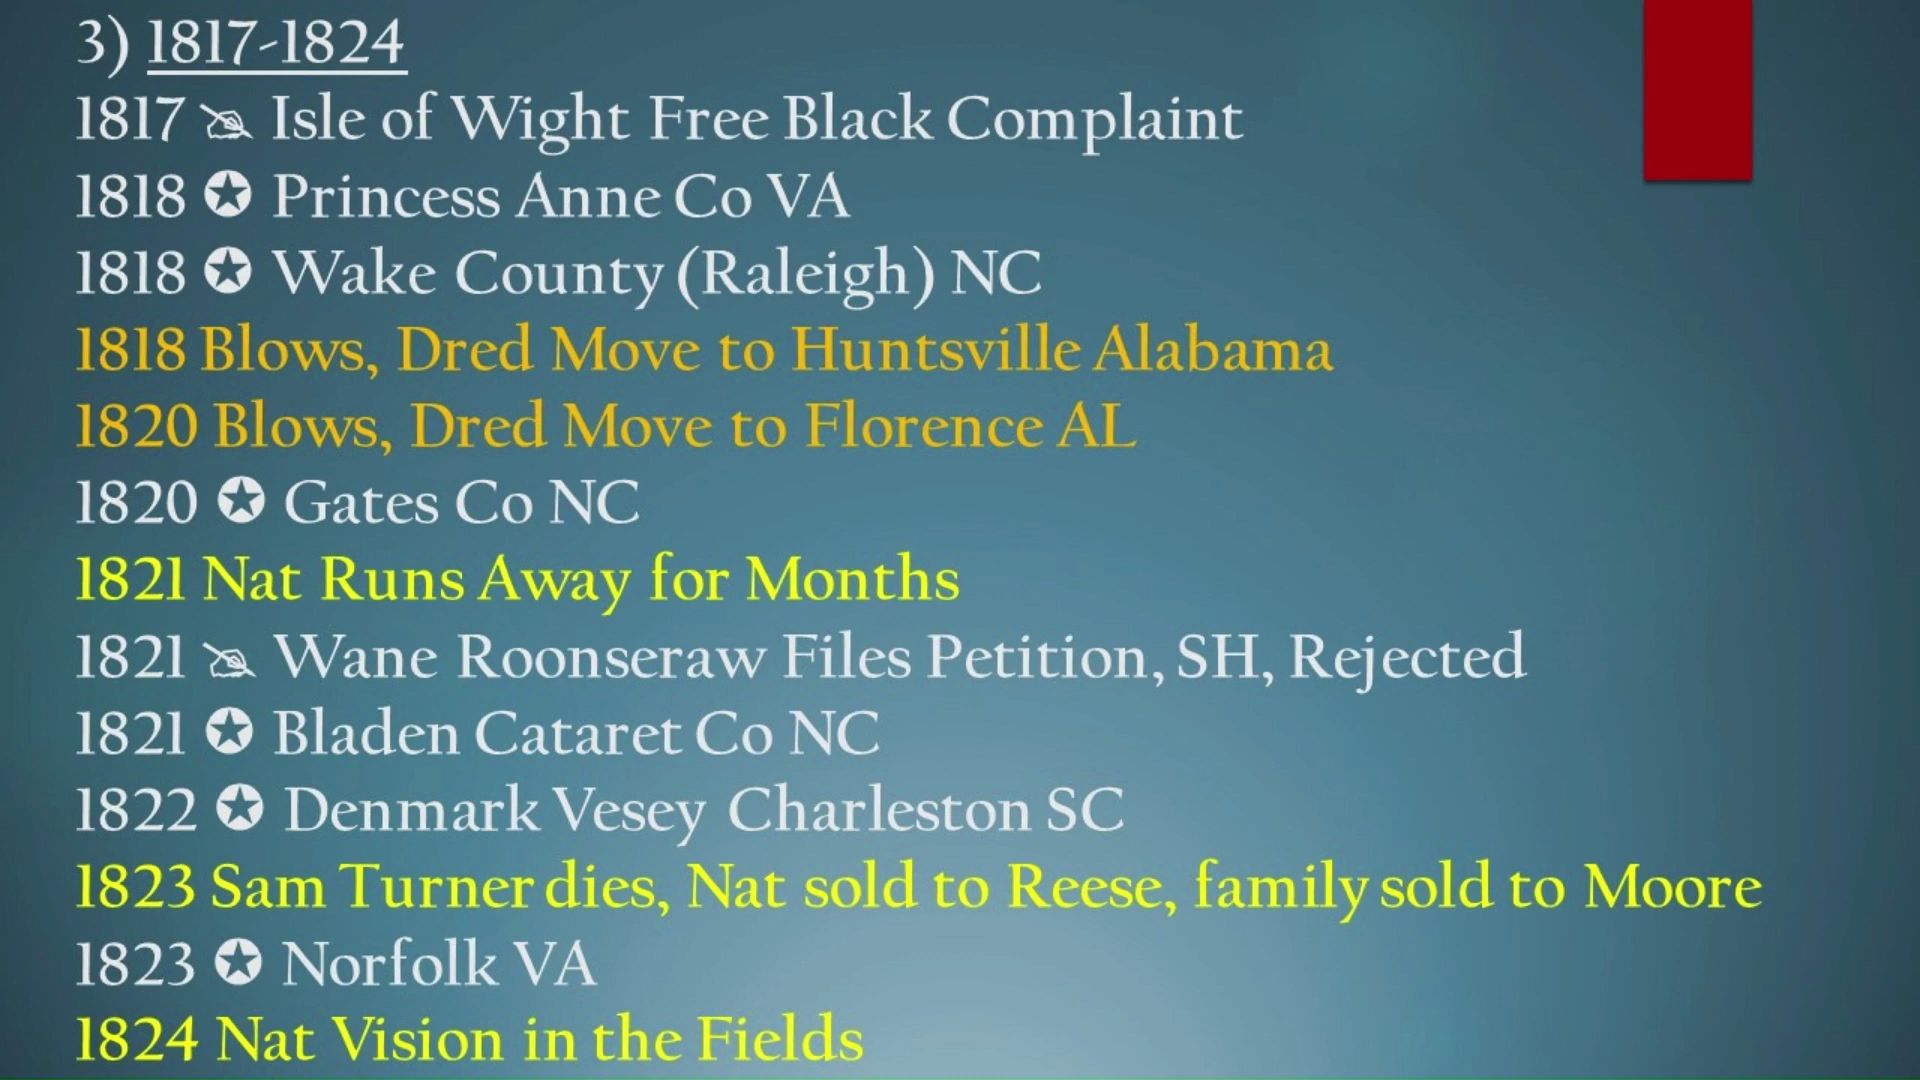 3) 1817-1824
1817 ✍ Isle of Wight Free Black Complaint
1818 ✪ Princess Anne Co VA
1818 ✪ Wake County (Raleigh) NC
1818 Blows, Dred Move to Huntsville Alabama
1820 Blows, Dred Move to Florence AL
1820 ✪ Gates Co NC
1821 Nat Runs Away for Months
1821 ✍ Wane Roonseraw Files Petition, SH, Rejected
1821 ✪ Bladen Cataret Co NC
1822 ✪ Denmark Vesey Charleston SC
1823 Sam Turner dies, Nat sold to Reese, family sold to Moore
1823 ✪ Norfolk VA
1824 Nat Vision in the Fields